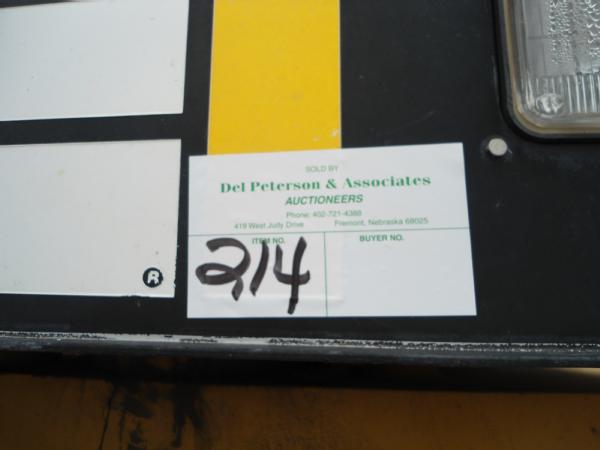 SOLD BY
Del Peterson & Associates
AUCTIONEERS
Phone: 402-721-4388
419 West Judy Drive Fremont, Nebraska 68025
ITEM NO. BUYER NO.
214
R